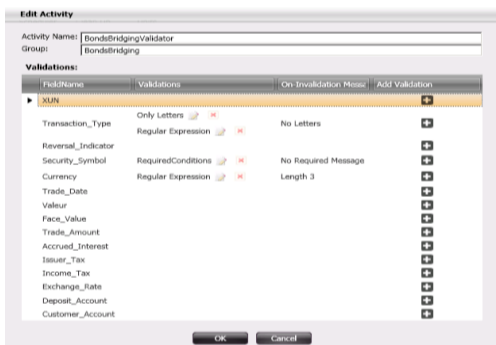 Edit Activity
Activity Name: BondsBridgingValidator
Group: BondsBridging
Validations:
FieldName Validations On-Invalidation Messa Add Validation
XUN
Only Letters
Transaction_Type No Letters
Regular Expression
Reversal_Indicator
Security_Symbol RequiredConditions No Required Message
Currency Regular Expression Length 3
Trade_Date
Valeur
Face_Value
Trade_Amount
Accrued_Interest
Issuer_Tax
Income_Tax
Exchange_Rate
Deposit_Account
Customer_Account
OK Cancel